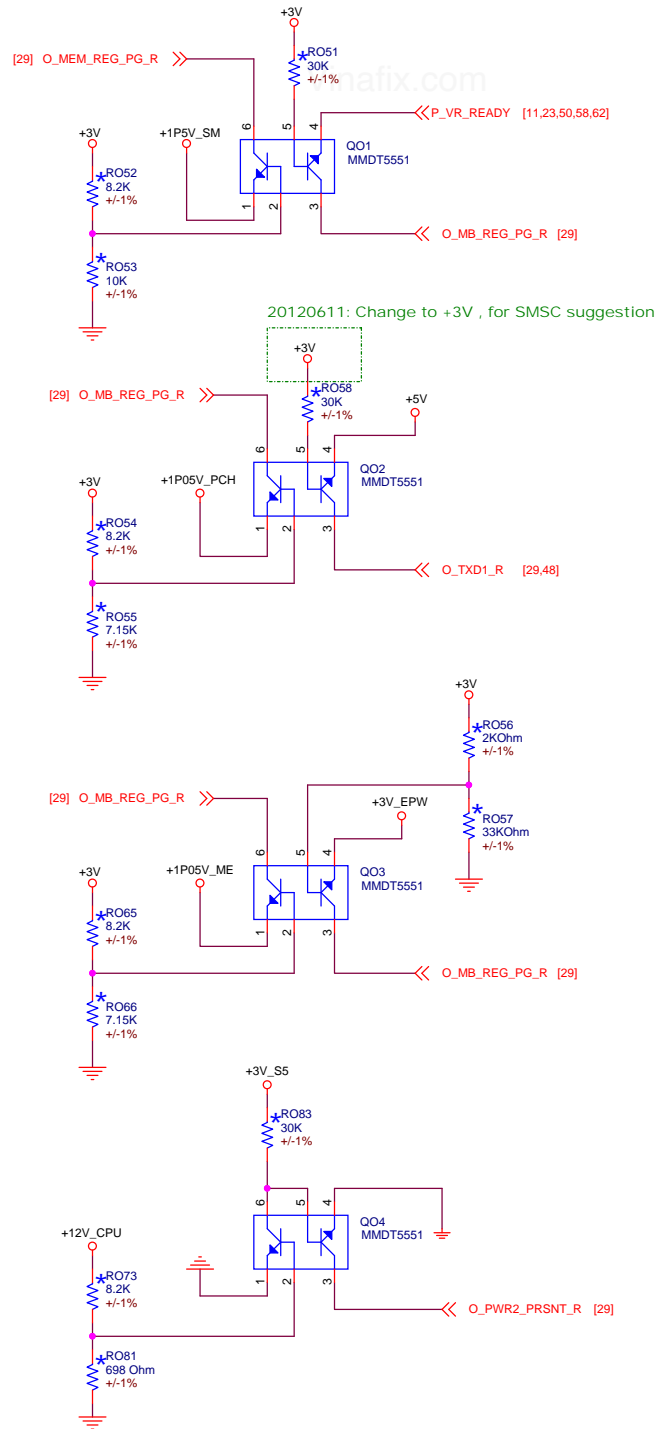 +3V
[29] O_MEM_REG_PG_R
RO51
30K
+/-1%
vinafix.com
P_VR_READY [11,23,50,58,62]
+3V
+1P5V_SM
6 5 4
QO1
MMDT5551
RO52
8.2K
+/-1%
1 2 3
O_MB_REG_PG_R [29]
RO53
10K
+/-1%
20120611: Change to +3V , for SMSC suggestion
+3V
[29] O_MB_REG_PG_R
RO58
30K
+/-1%
+5V
+3V
+1P05V_PCH
6 5 4
QO2
MMDT5551
RO54
8.2K
+/-1%
1 2 3
O_TXD1_R [29,48]
RO55
7.15K
+/-1%
+3V
RO56
2KOhm
+/-1%
[29] O_MB_REG_PG_R
+3V_EPW
RO57
33KOhm
+/-1%
+3V
+1P05V_ME
6 5 4
QO3
MMDT5551
RO65
8.2K
+/-1%
1 2 3
O_MB_REG_PG_R [29]
RO66
7.15K
+/-1%
+3V_S5
RO83
30K
+/-1%
+12V_CPU
6 5 4
QO4
MMDT5551
RO73
8.2K
+/-1%
1 2 3
O_PWR2_PRSNT_R [29]
RO81
698 Ohm
+/-1%